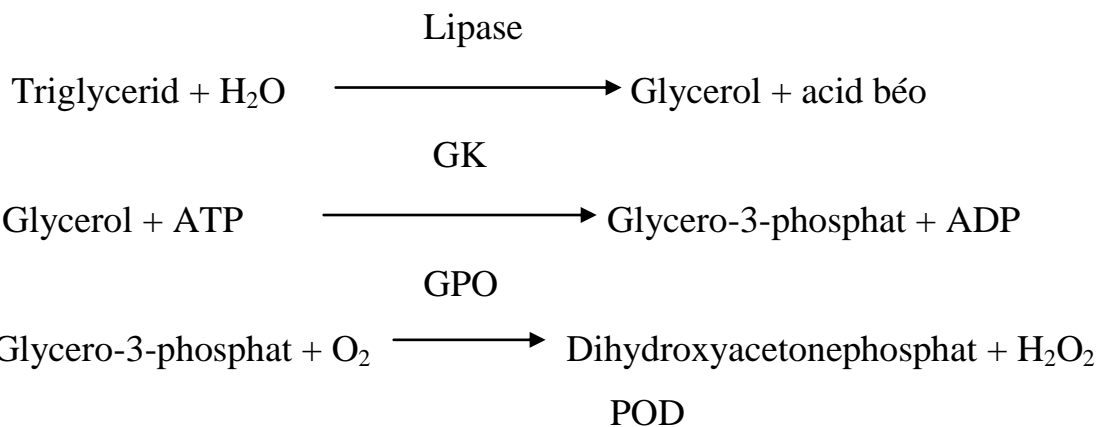 Lipase
Triglycerid + H₂O → Glycerol + acid béo
GK
Glycerol + ATP → Glycero-3-phosphat + ADP
GPO
Glycero-3-phosphat + O₂ → Dihydroxyacetonephosphat + H₂O₂
POD